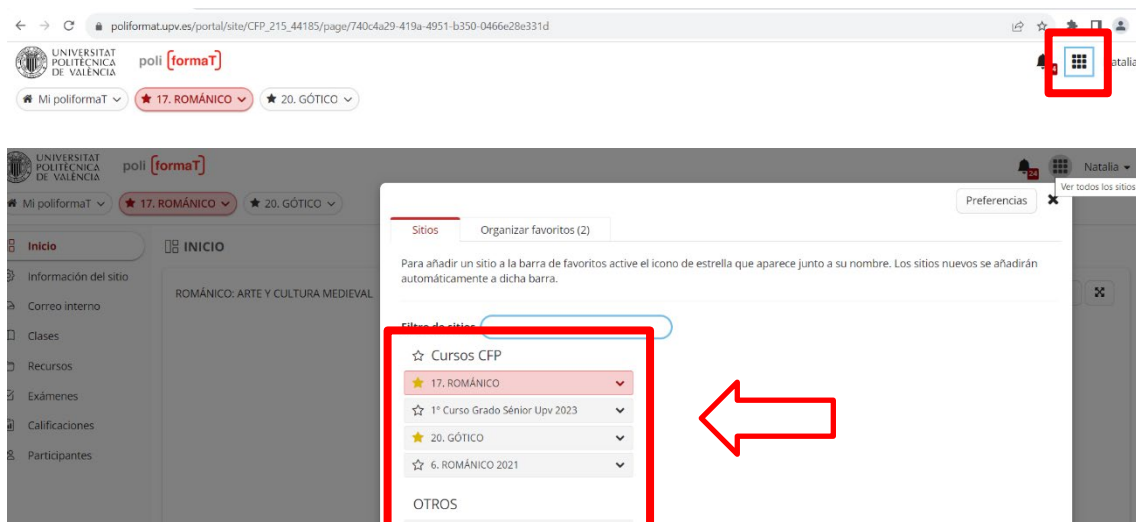 poliformat.upv.es/portal/site/CFP_215_44185/page/740c4a29-419a-4951-b350-0466e28e331d
UNIVERSITAT
POLITÈCNICA
DE VALÈNCIA
poli [formaT]
Mi poliformaT
17. ROMÁNICO
20. GÓTICO
UNIVERSITAT
POLITÈCNICA
DE VALÈNCIA
poli [formaT]
24
Natalia
Ver todos los sitios
Mi poliformaT
17. ROMÁNICO
20. GÓTICO
Preferencias
Sitios
Organizar favoritos (2)
Inicio
INICIO
Para añadir un sitio a la barra de favoritos active el icono de estrella que aparece junto a su nombre. Los sitios nuevos se añadirán
automáticamente a dicha barra.
Información del sitio
ROMÁNICO: ARTE Y CULTURA MEDIEVAL
Correo interno
Clases
Recursos
Exámenes
Calificaciones
Participantes
Filtro de sitios
Cursos CFP
17. ROMÁNICO
1º Curso Grado Sénior Upv 2023
20. GÓTICO
6. ROMÁNICO 2021
OTROS